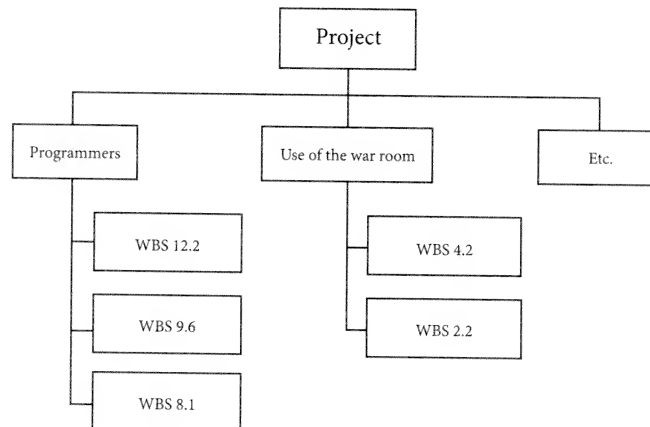 Project
Programmers
Use of the war room
Etc.
WBS 12.2
WBS 4.2
WBS 9.6
WBS 2.2
WBS 8.1